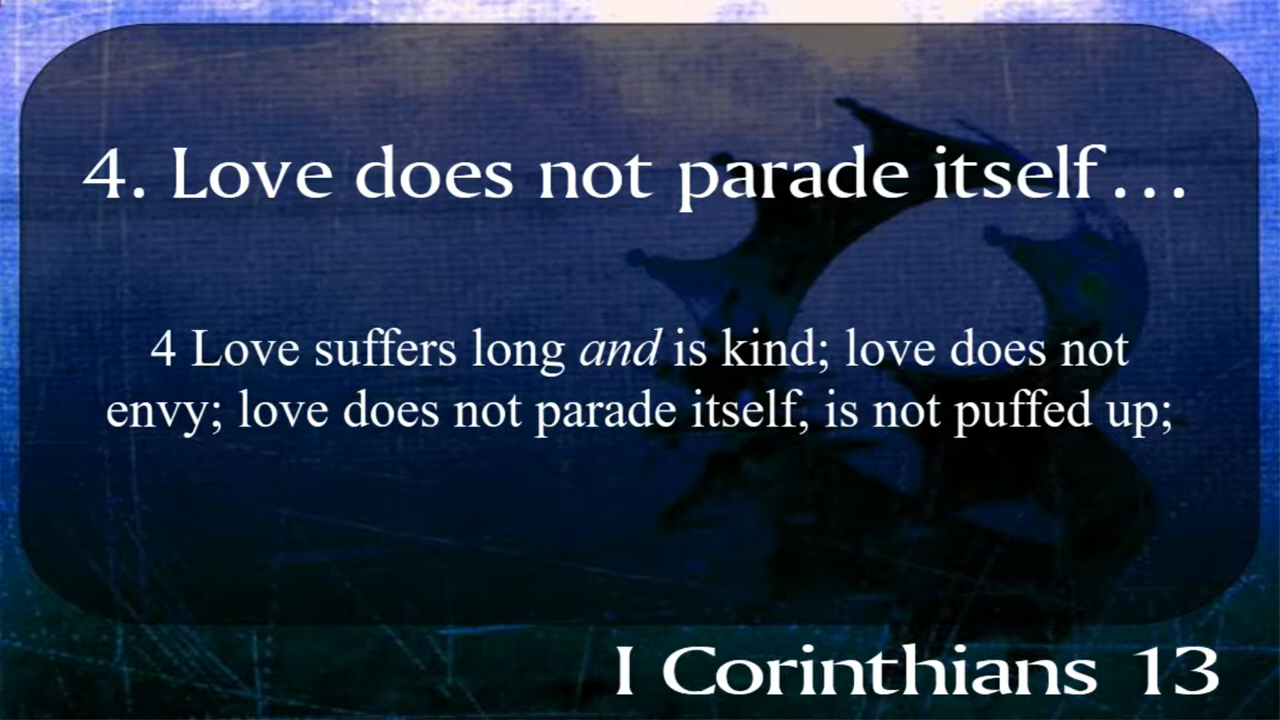 4. Love does not parade itself…
4 Love suffers long and is kind; love does not
envy; love does not parade itself, is not puffed up;
I Corinthians 13